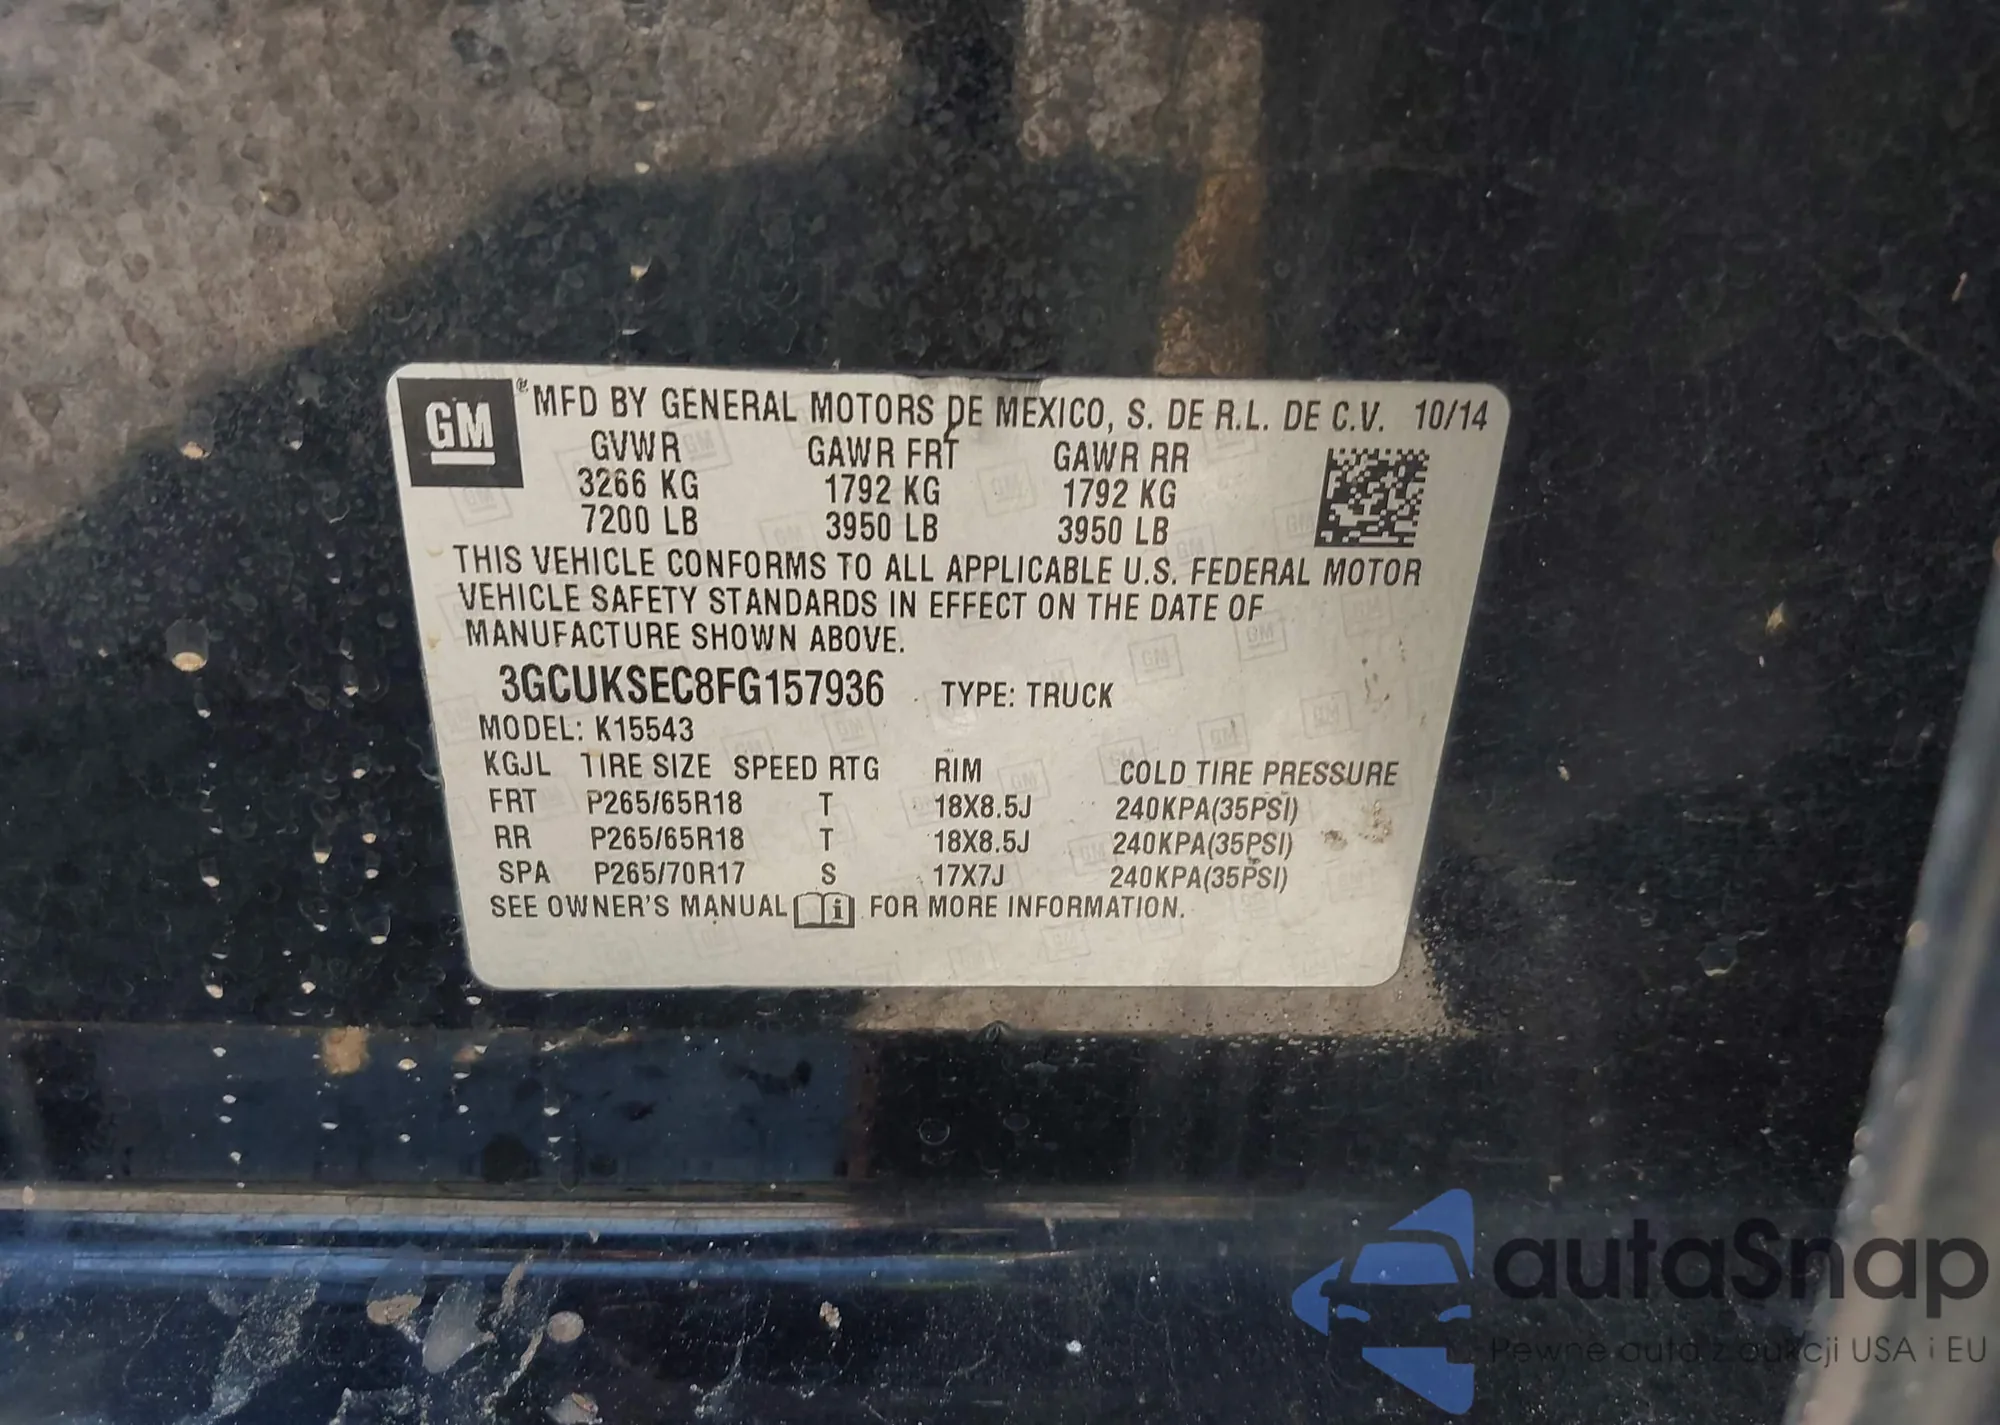 GM ® MFD BY GENERAL MOTORS DE MEXICO, S. DE R.L. DE C.V. 10/14
GVWR GAWR FRT GAWR RR
3266 KG 1792 KG 1792 KG
7200 LB 3950 LB 3950 LB
THIS VEHICLE CONFORMS TO ALL APPLICABLE U.S. FEDERAL MOTOR
VEHICLE SAFETY STANDARDS IN EFFECT ON THE DATE OF
MANUFACTURE SHOWN ABOVE.
3GCUKSEC8FG157936 TYPE: TRUCK
MODEL: K15543
KGJL TIRE SIZE SPEED RTG RIM COLD TIRE PRESSURE
FRT P265/65R18 T 18X8.5J 240KPA(35PSI)
RR P265/65R18 T 18X8.5J 240KPA(35PSI)
SPA P265/70R17 S 17X7J 240KPA(35PSI)
SEE OWNER'S MANUAL i FOR MORE INFORMATION.
autaSnap
Pewne auta z aukcji USA i EU